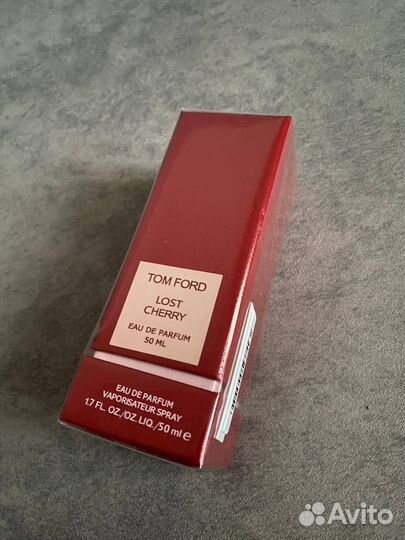 TOM FORD
LOST
CHERRY
EAU DE PARFUM
50 ML
EAU DE PARFUM
VAPORISATEUR SPRAY
1.7 FL. OZ./OZ. LIQ./50 ml e
Avito